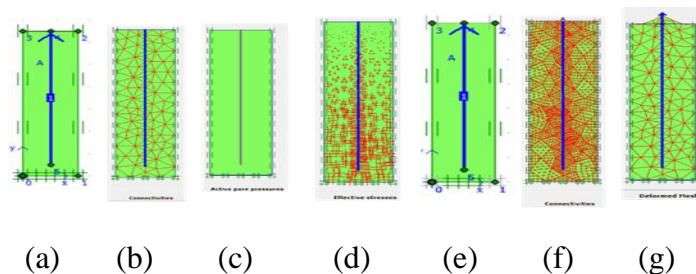 3 2
A
1
y
0 x 1
Connectivities
Active pore pressures
Effective stresses
3 2
A
1
0 x 1
Connectivities
Deformed Mesh
(a) (b) (c) (d) (e) (f) (g)